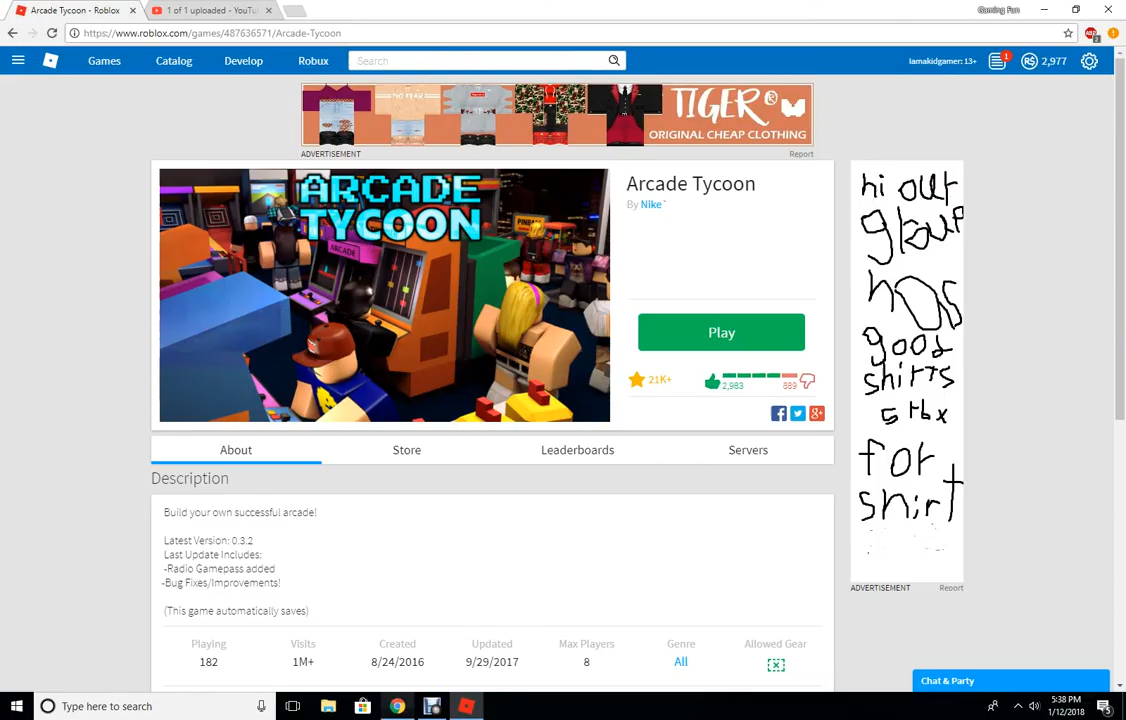 Arcade Tycoon - Roblox
1 of 1 uploaded - YouTu
Gaming Fun
https://www.roblox.com/games/487636571/Arcade-Tycoon
2
Games
Catalog
Develop
Robux
Search
Iamakidgamer: 13+
1
R$ 2,977
TIGER®
ORIGINAL CHEAP CLOTHING
ADVERTISEMENT
Report
ARCADE
TYCOON
ARCADE
PINBALL
Arcade Tycoon
By Nike`
Play
21K+
2,983
889
About
Store
Leaderboards
Servers
Description
Build your own successful arcade!
Latest Version: 0.3.2
Last Update Includes:
-Radio Gamepass added
-Bug Fixes/Improvements!
(This game automatically saves)
Playing
Visits
Created
Updated
Max Players
Genre
Allowed Gear
182
1M+
8/24/2016
9/29/2017
8
All
hi our
group
has
good
shirts
5 rbx
for
shirt
ADVERTISEMENT
Report
Chat & Party
Type here to search
5:38 PM
1/12/2018
5